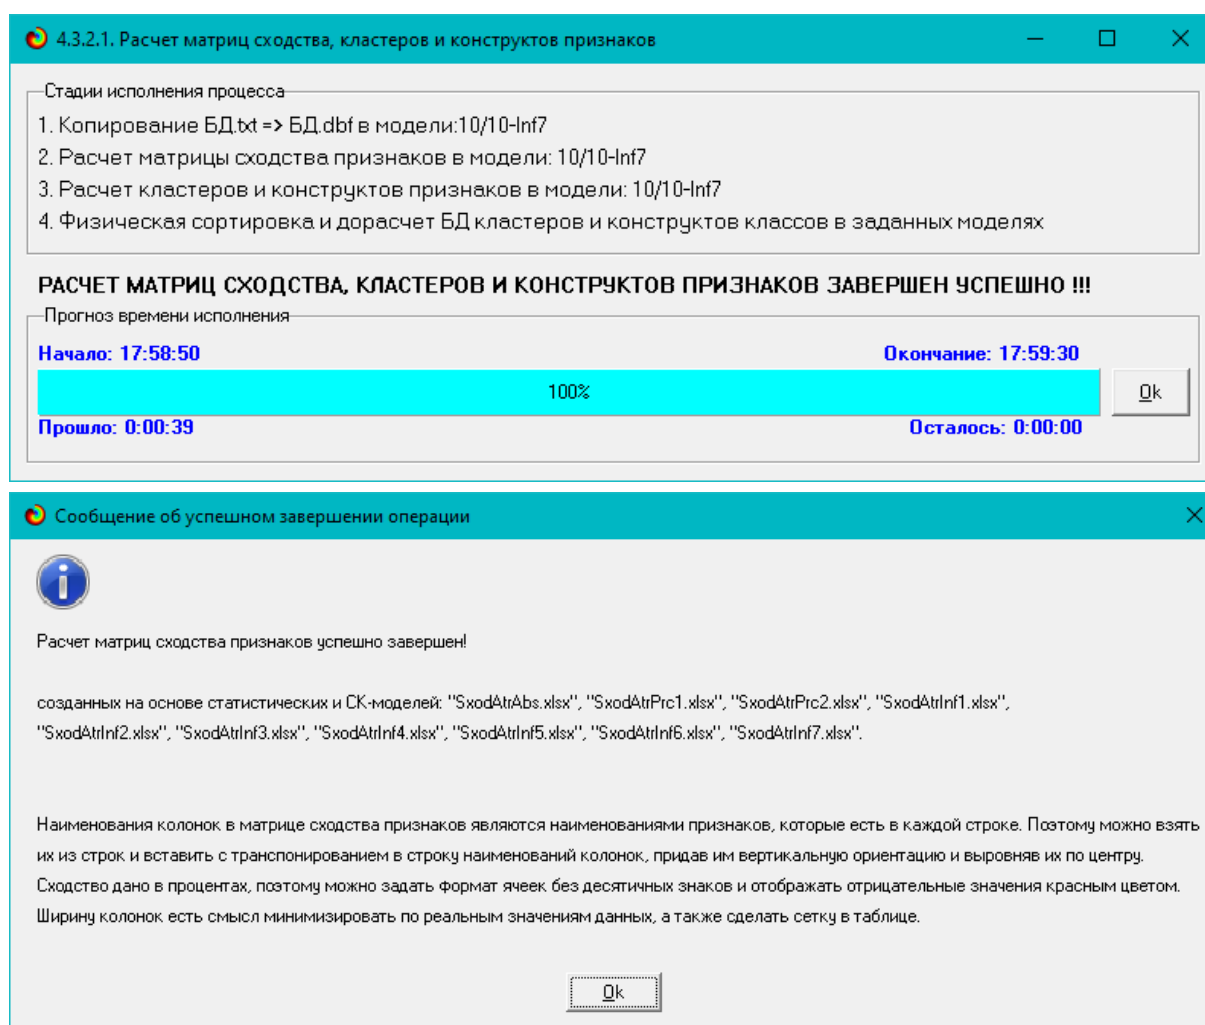 4.3.2.1. Расчет матриц сходства, кластеров и конструктов признаков
Стадии исполнения процесса
1. Копирование БД.txt => БД.dbf в модели:10/10-Inf7
2. Расчет матрицы сходства признаков в модели: 10/10-Inf7
3. Расчет кластеров и конструктов признаков в модели: 10/10-Inf7
4. Физическая сортировка и дорасчет БД кластеров и конструктов классов в заданных моделях
РАСЧЕТ МАТРИЦ СХОДСТВА, КЛАСТЕРОВ И КОНСТРУКТОВ ПРИЗНАКОВ ЗАВЕРШЕН УСПЕШНО !!!
Прогноз времени исполнения
Начало: 17:58:50 Окончание: 17:59:30
100% Ok
Прошло: 0:00:39 Осталось: 0:00:00
Сообщение об успешном завершении операции
Расчет матриц сходства признаков успешно завершен!
созданных на основе статистических и СК-моделей: "SxodAtrAbs.xlsx", "SxodAtrPrc1.xlsx", "SxodAtrPrc2.xlsx", "SxodAtrInf1.xlsx",
"SxodAtrInf2.xlsx", "SxodAtrInf3.xlsx", "SxodAtrInf4.xlsx", "SxodAtrInf5.xlsx", "SxodAtrInf6.xlsx", "SxodAtrInf7.xlsx".
Наименования колонок в матрице сходства признаков являются наименованиями признаков, которые есть в каждой строке. Поэтому можно взять
их из строк и вставить с транспонированием в строку наименований колонок, придав им вертикальную ориентацию и выровняв их по центру.
Сходство дано в процентах, поэтому можно задать формат ячеек без десятичных знаков и отображать отрицательные значения красным цветом.
Ширину колонок есть смысл минимизировать по реальным значениям данных, а также сделать сетку в таблице.
Ok